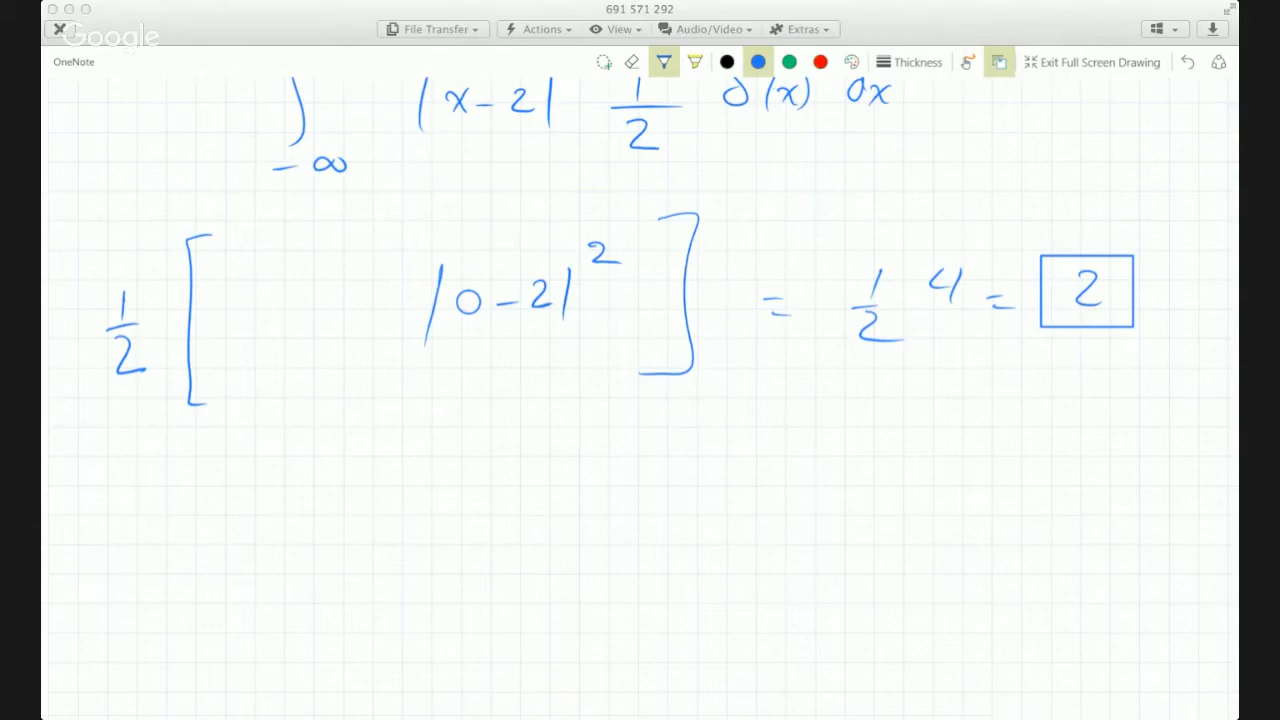 691 571 292
File Transfer Actions View Audio/Video Extras
Google
OneNote Thickness Exit Full Screen Drawing
∫ |x - 2| 1/2 δ(x) dx
- ∞
1/2 [ |0 - 2|^2 ] = 1/2 4 = 2